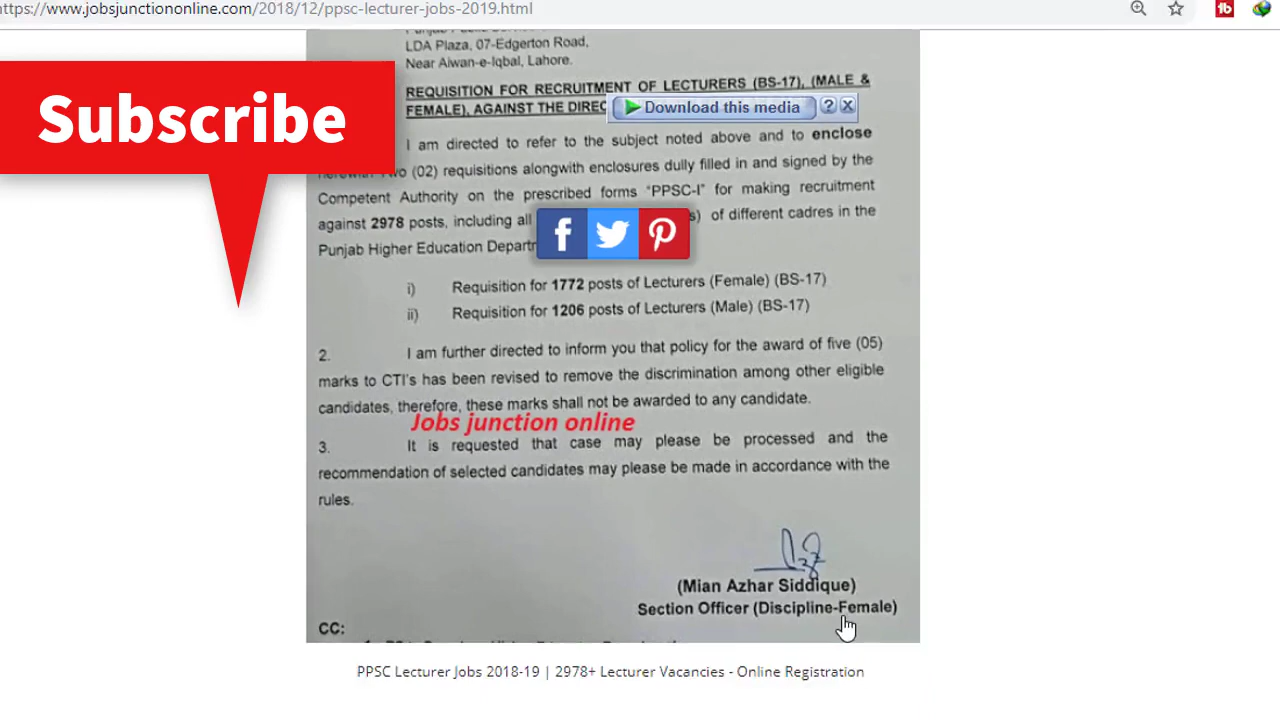 https://www.jobsjunctiononline.com/2018/12/ppsc-lecturer-jobs-2019.html
LDA Plaza, 07-Edgerton Road,
Near Aiwan-e-Iqbal, Lahore.
Subscribe
REQUISITION FOR RECRUITMENT OF LECTURERS (BS-17), (MALE &
FEMALE), AGAINST THE DIREC
Download this media
I am directed to refer to the subject noted above and to enclose
herewith Two (02) requisitions alongwith enclosures dully filled in and signed by the
Competent Authority on the prescribed forms "PPSC-I" for making recruitment
against 2978 posts, including all s) of different cadres in the
Punjab Higher Education Departr
i) Requisition for 1772 posts of Lecturers (Female) (BS-17)
ii) Requisition for 1206 posts of Lecturers (Male) (BS-17)
2. I am further directed to inform you that policy for the award of five (05)
marks to CTI's has been revised to remove the discrimination among other eligible
candidates, therefore, these marks shall not be awarded to any candidate.
Jobs junction online
3. It is requested that case may please be processed and the
recommendation of selected candidates may please be made in accordance with the
rules.
(Mian Azhar Siddique)
Section Officer (Discipline-Female)
CC:
PPSC Lecturer Jobs 2018-19 | 2978+ Lecturer Vacancies - Online Registration